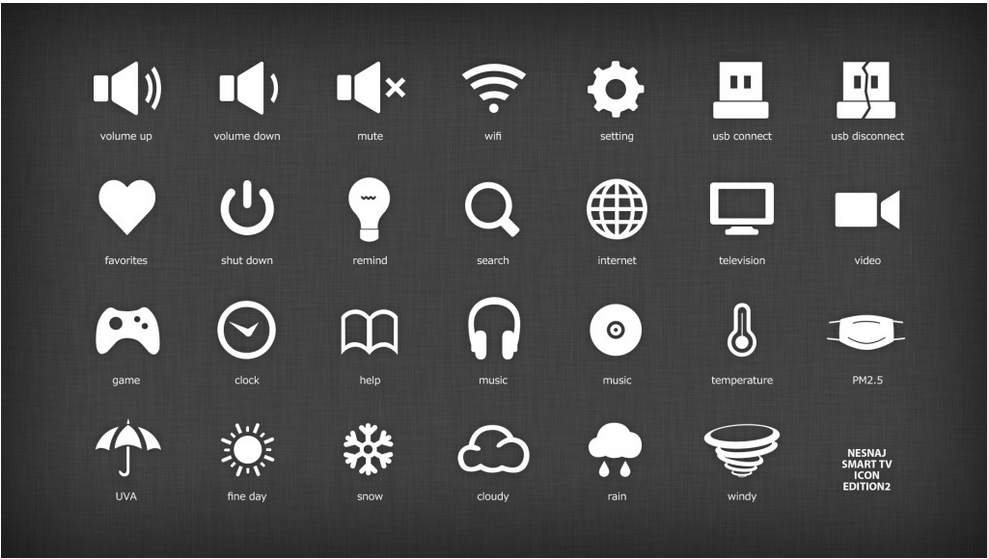 volume up
volume down
mute
wifi
setting
usb connect
usb disconnect
favorites
shut down
remind
search
internet
television
video
game
clock
help
music
music
temperature
PM2.5
UVA
fine day
snow
cloudy
rain
windy
NESNAJ
SMART TV
ICON
EDITION2